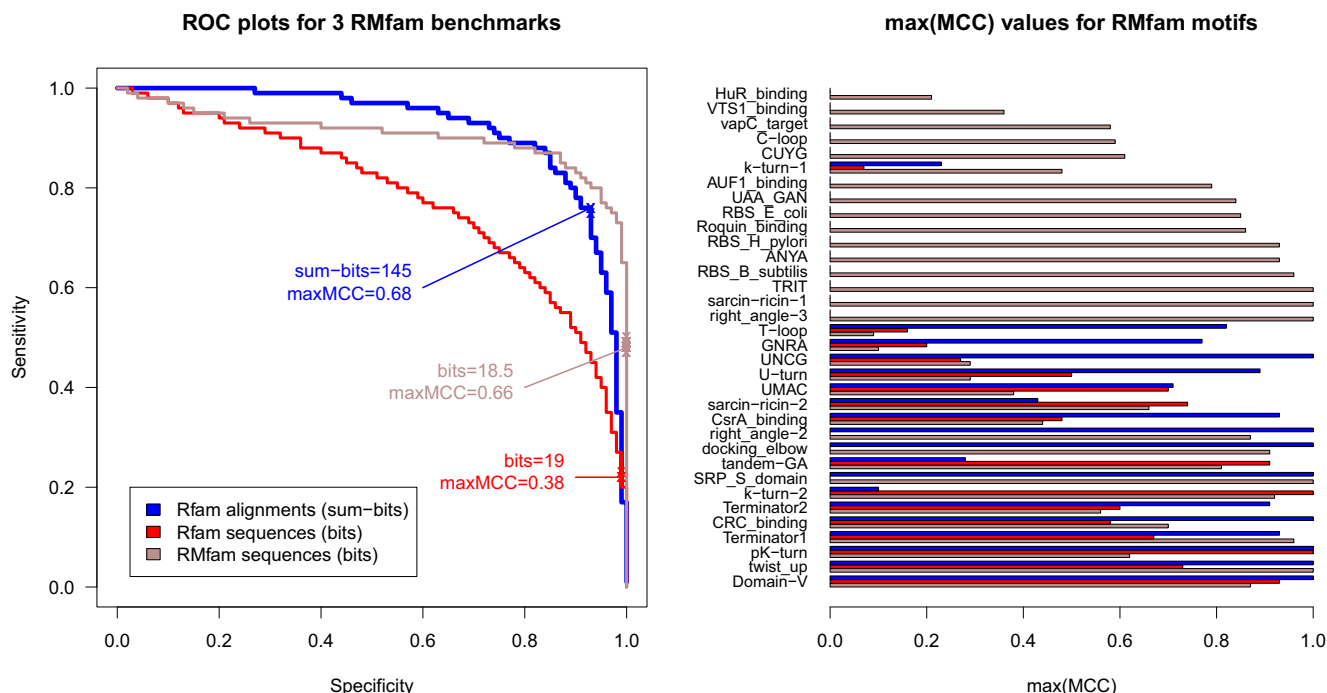 ROC plots for 3 RMfam benchmarks
1.0
0.8
0.6
0.4
0.2
0.0
Sensitivity
sum−bits=145
maxMCC=0.68
bits=18.5
maxMCC=0.66
bits=19
maxMCC=0.38
Rfam alignments (sum−bits)
Rfam sequences (bits)
RMfam sequences (bits)
0.0 0.2 0.4 0.6 0.8 1.0
Specificity
max(MCC) values for RMfam motifs
HuR_binding
VTS1_binding
vapC_target
C−loop
CUYG
k−turn−1
AUF1_binding
UAA_GAN
RBS_E_coli
Roquin_binding
RBS_H_pylori
ANYA
RBS_B_subtilis
TRIT
sarcin−ricin−1
right_angle−3
T−loop
GNRA
UNCG
U−turn
UMAC
sarcin−ricin−2
CsrA_binding
right_angle−2
docking_elbow
tandem−GA
SRP_S_domain
k−turn−2
Terminator2
CRC_binding
Terminator1
pK−turn
twist_up
Domain−V
0.0 0.2 0.4 0.6 0.8 1.0
max(MCC)